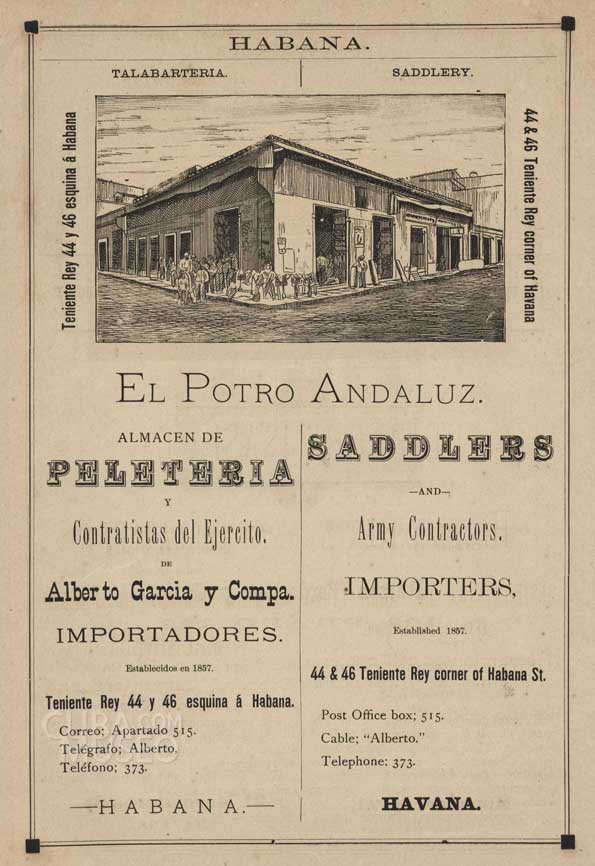 HABANA.
TALABARTERIA.
SADDLERY.
Teniente Rey 44 y 46 esquina á Habana
44 & 46 Teniente Rey corner of Havana
EL POTRO ANDALUZ.
ALMACEN DE
PELETERIA
Y
Contratistas del Ejercito.
DE
Alberto Garcia y Compa.
IMPORTADORES.
Establecidos en 1857.
Teniente Rey 44 y 46 esquina á Habana.
Correo; Apartado 515.
Telégrafo; Alberto.
Teléfono; 373.
—HABANA.—
SADDLERS
—AND—
Army Contractors.
IMPORTERS,
Established 1857.
44 & 46 Teniente Rey corner of Habana St.
Post Office box; 515.
Cable; "Alberto."
Telephone: 373.
HAVANA.
CUBA.COM